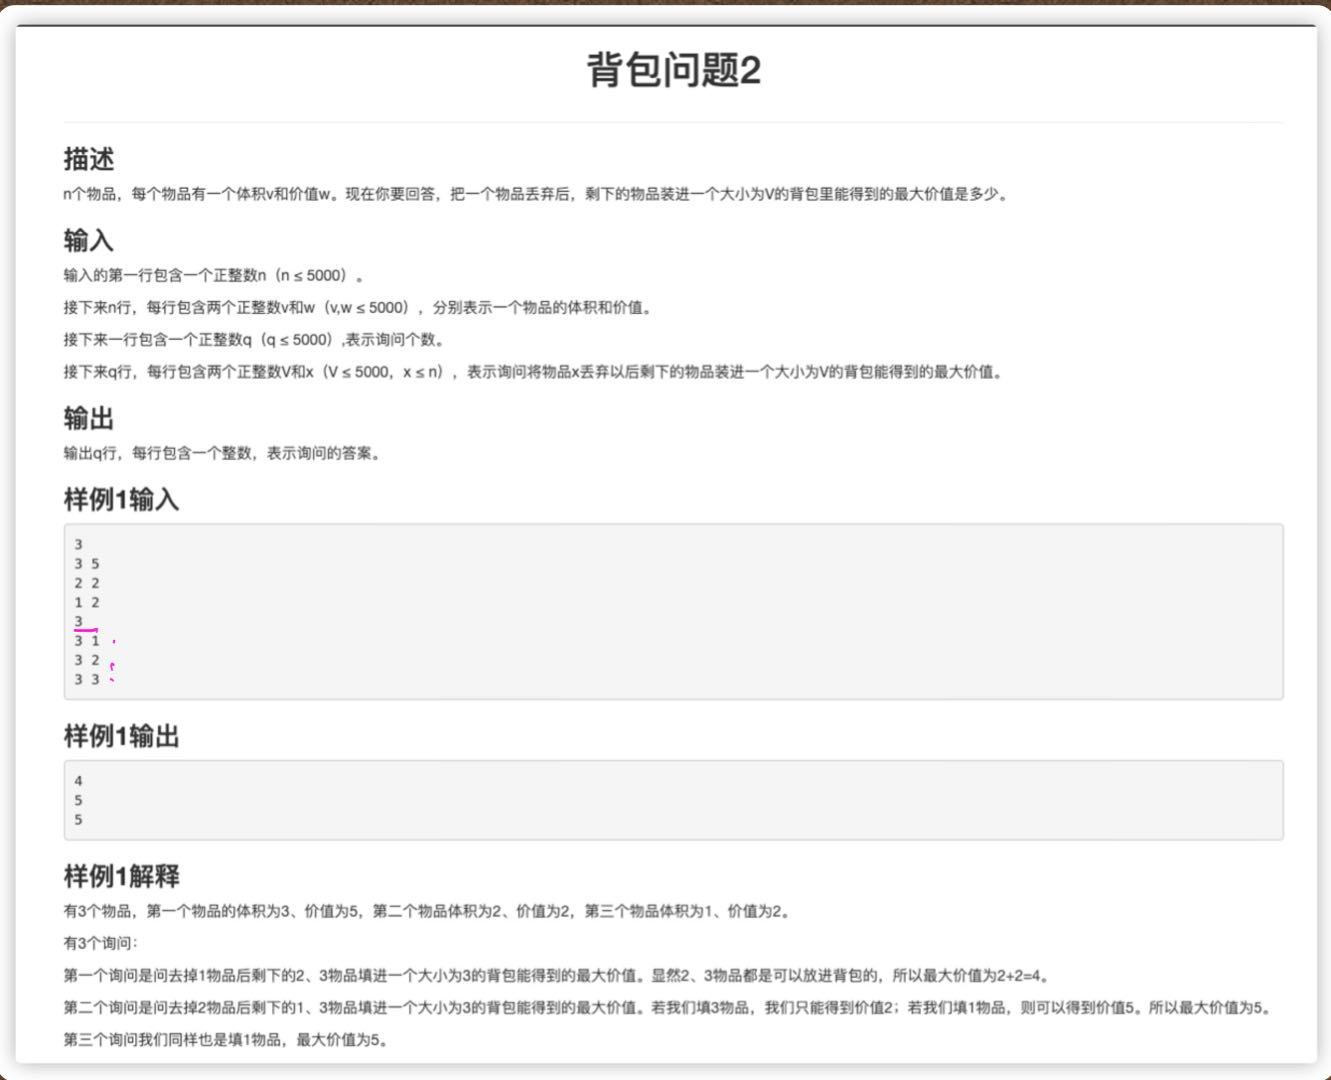 背包问题2
描述
n个物品，每个物品有一个体积v和价值w。现在你要回答，把一个物品丢弃后，剩下的物品装进一个大小为V的背包里能得到的最大价值是多少。
输入
输入的第一行包含一个正整数n（n ≤ 5000）。
接下来n行，每行包含两个正整数v和w（v,w ≤ 5000），分别表示一个物品的体积和价值。
接下来一行包含一个正整数q（q ≤ 5000）,表示询问个数。
接下来q行，每行包含两个正整数V和x（V ≤ 5000，x ≤ n），表示询问将物品x丢弃以后剩下的物品装进一个大小为V的背包能得到的最大价值。
输出
输出q行，每行包含一个整数，表示询问的答案。
样例1输入
3
3 5
2 2
1 2
3
3 1
3 2
3 3
样例1输出
4
5
5
样例1解释
有3个物品，第一个物品的体积为3、价值为5，第二个物品体积为2、价值为2，第三个物品体积为1、价值为2。
有3个询问：
第一个询问是问去掉1物品后剩下的2、3物品填进一个大小为3的背包能得到的最大价值。显然2、3物品都是可以放进背包的，所以最大价值为2+2=4。
第二个询问是问去掉2物品后剩下的1、3物品填进一个大小为3的背包能得到的最大价值。若我们填3物品，我们只能得到价值2；若我们填1物品，则可以得到价值5。所以最大价值为5。
第三个询问我们同样也是填1物品，最大价值为5。